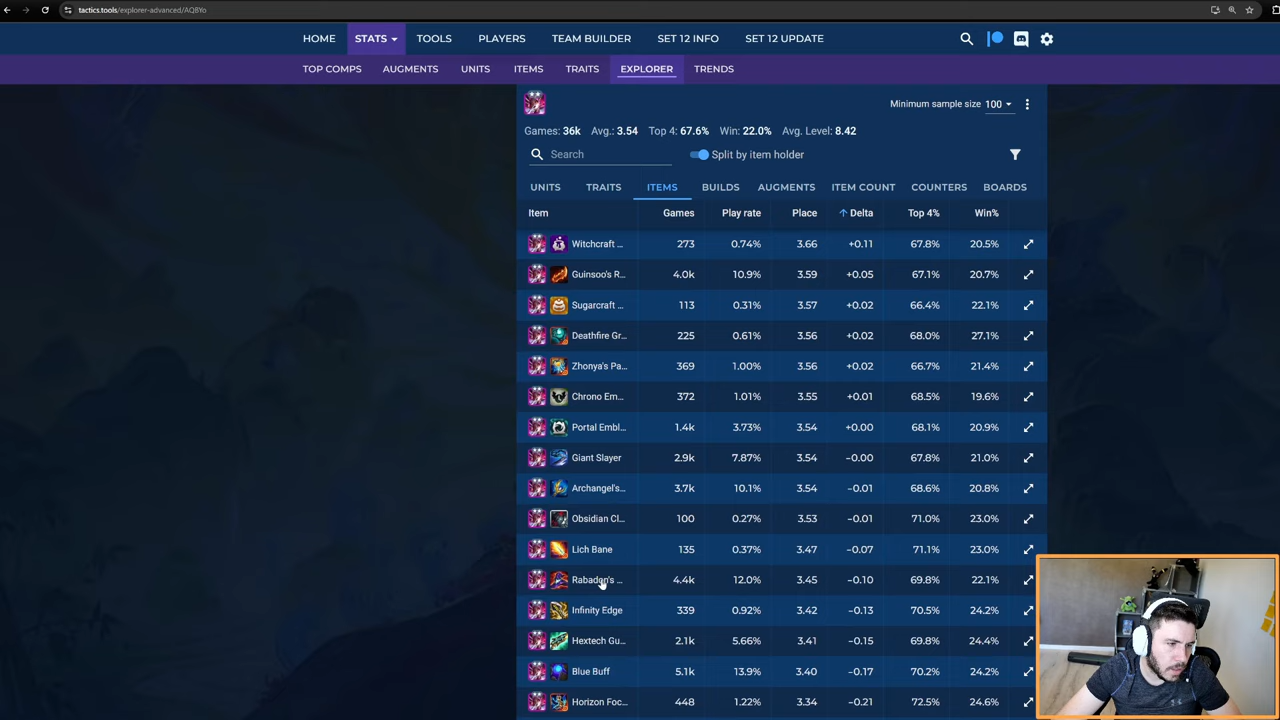 tactics.tools/explorer-advanced/AQBYo
HOME STATS TOOLS PLAYERS TEAM BUILDER SET 12 INFO SET 12 UPDATE
TOP COMPS AUGMENTS UNITS ITEMS TRAITS EXPLORER TRENDS
Minimum sample size 100
Games: 36k Avg.: 3.54 Top 4: 67.6% Win: 22.0% Avg. Level: 8.42
Search Split by item holder
UNITS TRAITS ITEMS BUILDS AUGMENTS ITEM COUNT COUNTERS BOARDS
Item Games Play rate Place Delta Top 4% Win%
Witchcraft ... 273 0.74% 3.66 +0.11 67.8% 20.5%
Guinsoo's R... 4.0k 10.9% 3.59 +0.05 67.1% 20.7%
Sugarcraft ... 113 0.31% 3.57 +0.02 66.4% 22.1%
Deathfire Gr... 225 0.61% 3.56 +0.02 68.0% 27.1%
Zhonya's Pa... 369 1.00% 3.56 +0.02 66.7% 21.4%
Chrono Em... 372 1.01% 3.55 +0.01 68.5% 19.6%
Portal Embl... 1.4k 3.73% 3.54 +0.00 68.1% 20.9%
Giant Slayer 2.9k 7.87% 3.54 −0.00 67.8% 21.0%
Archangel's... 3.7k 10.1% 3.54 −0.01 68.6% 20.8%
Obsidian Cl... 100 0.27% 3.53 −0.01 71.0% 23.0%
Lich Bane 135 0.37% 3.47 −0.07 71.1% 23.0%
Rabadon's ... 4.4k 12.0% 3.45 −0.10 69.8% 22.1%
Infinity Edge 339 0.92% 3.42 −0.13 70.5% 24.2%
Hextech Gu... 2.1k 5.66% 3.41 −0.15 69.8% 24.4%
Blue Buff 5.1k 13.9% 3.40 −0.17 70.2% 24.2%
Horizon Foc... 448 1.22% 3.34 −0.21 72.5% 24.6%